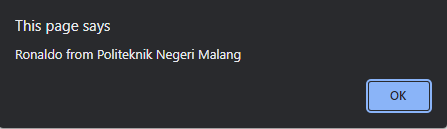 This page says
Ronaldo from Politeknik Negeri Malang
OK